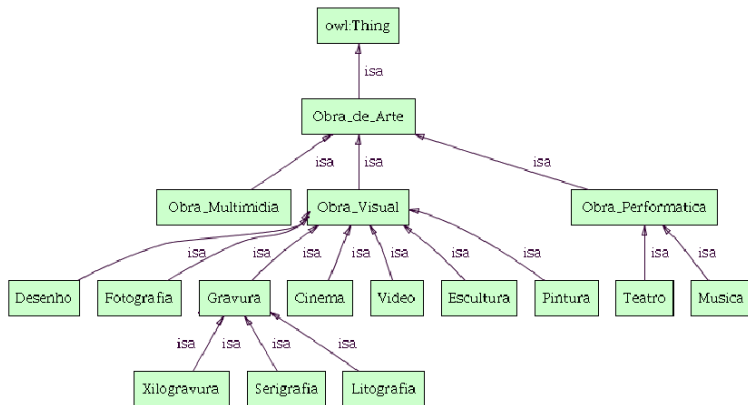 owl:Thing
isa
Obra_de_Arte
isa isa isa
Obra_Multimidia Obra_Visual Obra_Performatica
isa isa isa isa isa isa isa isa isa
Desenho Fotografia Gravura Cinema Video Escultura Pintura Teatro Musica
isa isa isa
Xilogravura Serigrafia Litografia